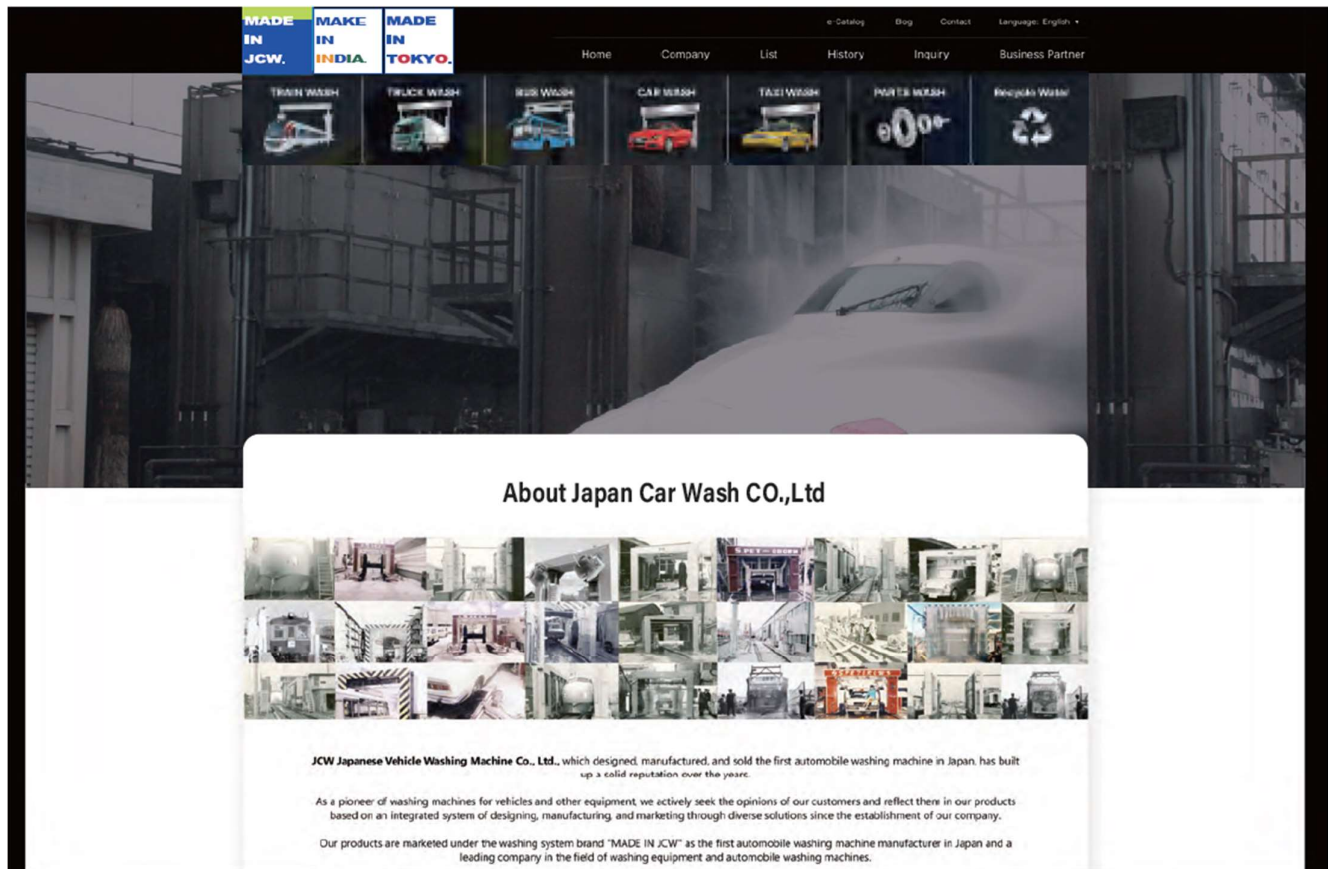 MADE
IN
JCW.
MAKE
IN
INDIA.
MADE
IN
TOKYO.
e-Catalog Blog Contact Language: English
Home Company List History Inquiry Business Partner
TRAIN WASH TRUCK WASH BUS WASH CAR WASH TAXI WASH PARTS WASH Recycle Water
About Japan Car Wash CO.,Ltd
JCW Japanese Vehicle Washing Machine Co., Ltd., which designed, manufactured, and sold the first automobile washing machine in Japan, has built
up a solid reputation over the years.
As a pioneer of washing machines for vehicles and other equipment, we actively seek the opinions of our customers and reflect them in our products
based on an integrated system of designing, manufacturing, and marketing through diverse solutions since the establishment of our company.
Our products are marketed under the washing system brand "MADE IN JCW" as the first automobile washing machine manufacturer in Japan and a
leading company in the field of washing equipment and automobile washing machines.